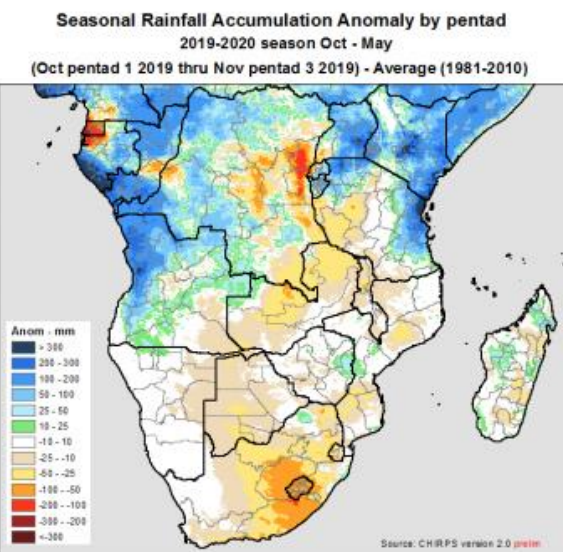 Seasonal Rainfall Accumulation Anomaly by pentad
2019-2020 season Oct - May
(Oct pentad 1 2019 thru Nov pentad 3 2019) - Average (1981-2010)
Anom - mm
> 300
200 - 300
100 - 200
50 - 100
25 - 50
10 - 25
-10 - 10
-25 - -10
-50 - -25
-100 - -50
-200 - -100
-300 - -200
<-300
Source: CHIRPS version 2.0 prelim